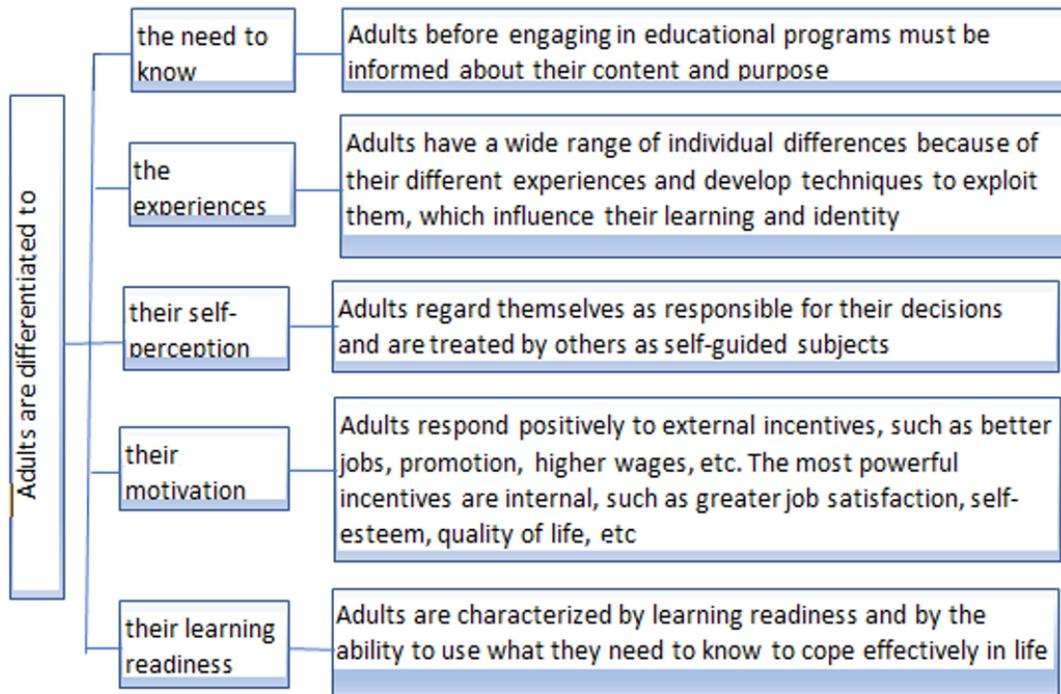 Adults are differentiated to
the need to
know
Adults before engaging in educational programs must be
informed about their content and purpose
the
experiences
Adults have a wide range of individual differences because of
their different experiences and develop techniques to exploit
them, which influence their learning and identity
their self-
perception
Adults regard themselves as responsible for their decisions
and are treated by others as self-guided subjects
their
motivation
Adults respond positively to external incentives, such as better
jobs, promotion, higher wages, etc. The most powerful
incentives are internal, such as greater job satisfaction, self-
esteem, quality of life, etc
their learning
readiness
Adults are characterized by learning readiness and by the
ability to use what they need to know to cope effectively in life